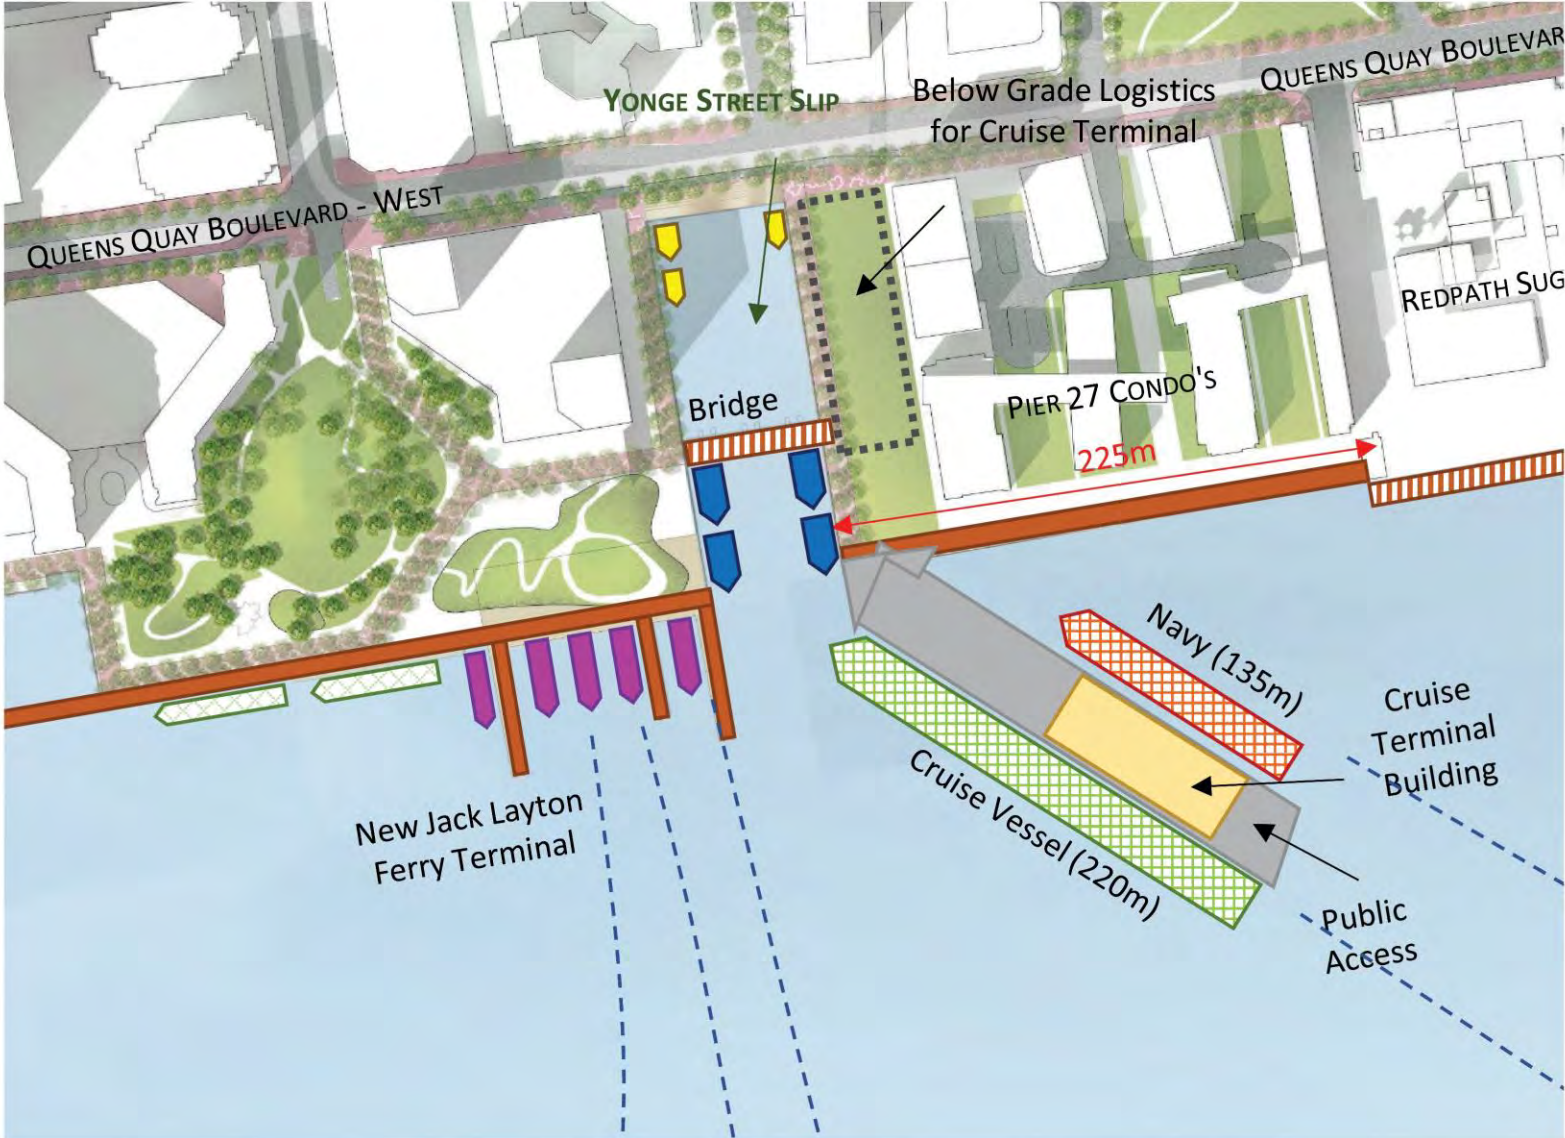 YONGE STREET SLIP
Below Grade Logistics
for Cruise Terminal
QUEENS QUAY BOULEVAR
QUEENS QUAY BOULEVARD - WEST
REDPATH SUG
Bridge
PIER 27 CONDO'S
225m
Navy (135m)
Cruise
Terminal
Building
Cruise Vessel (220m)
New Jack Layton
Ferry Terminal
Public
Access